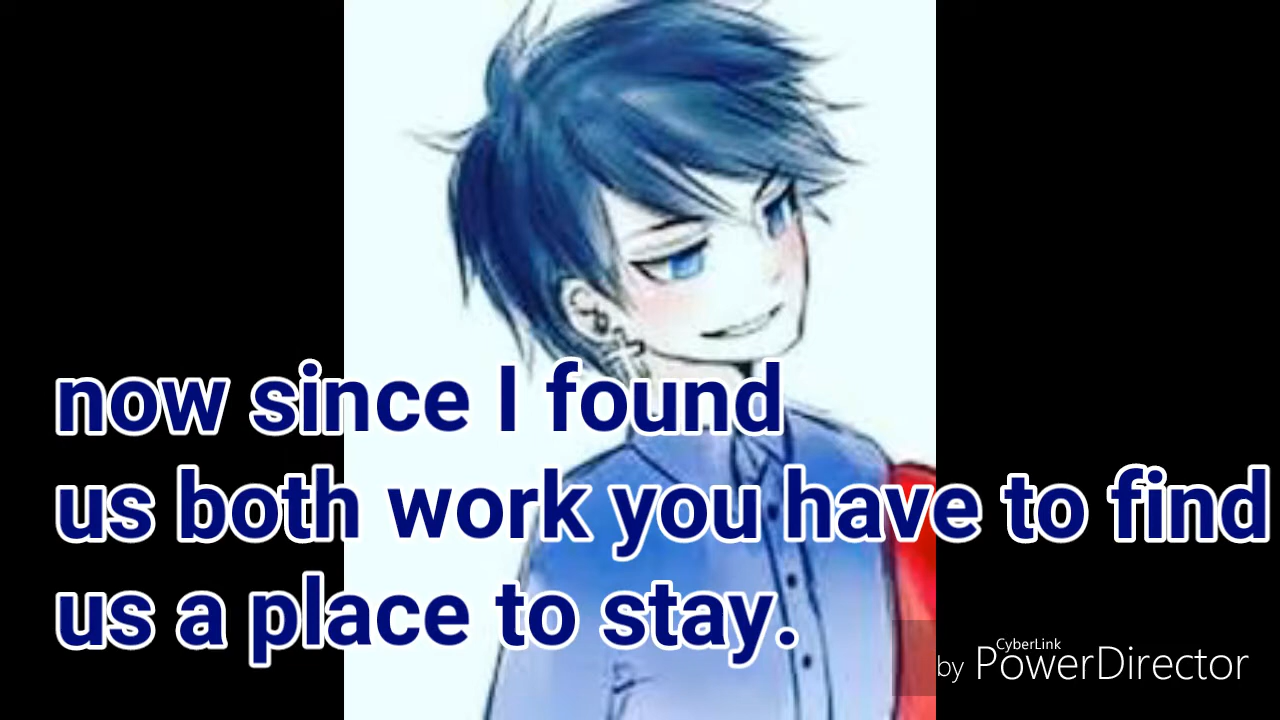 now since I found
us both work you have to find
us a place to stay.
CyberLink
by PowerDirector